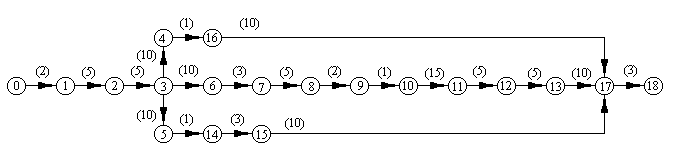 (1) (10)
4 16
(10)
(2) (5) (5) (10) (3) (5) (2) (1) (15) (5) (5) (10) (3)
0 1 2 3 6 7 8 9 10 11 12 13 17 18
(10) (1) (3) (10)
5 14 15